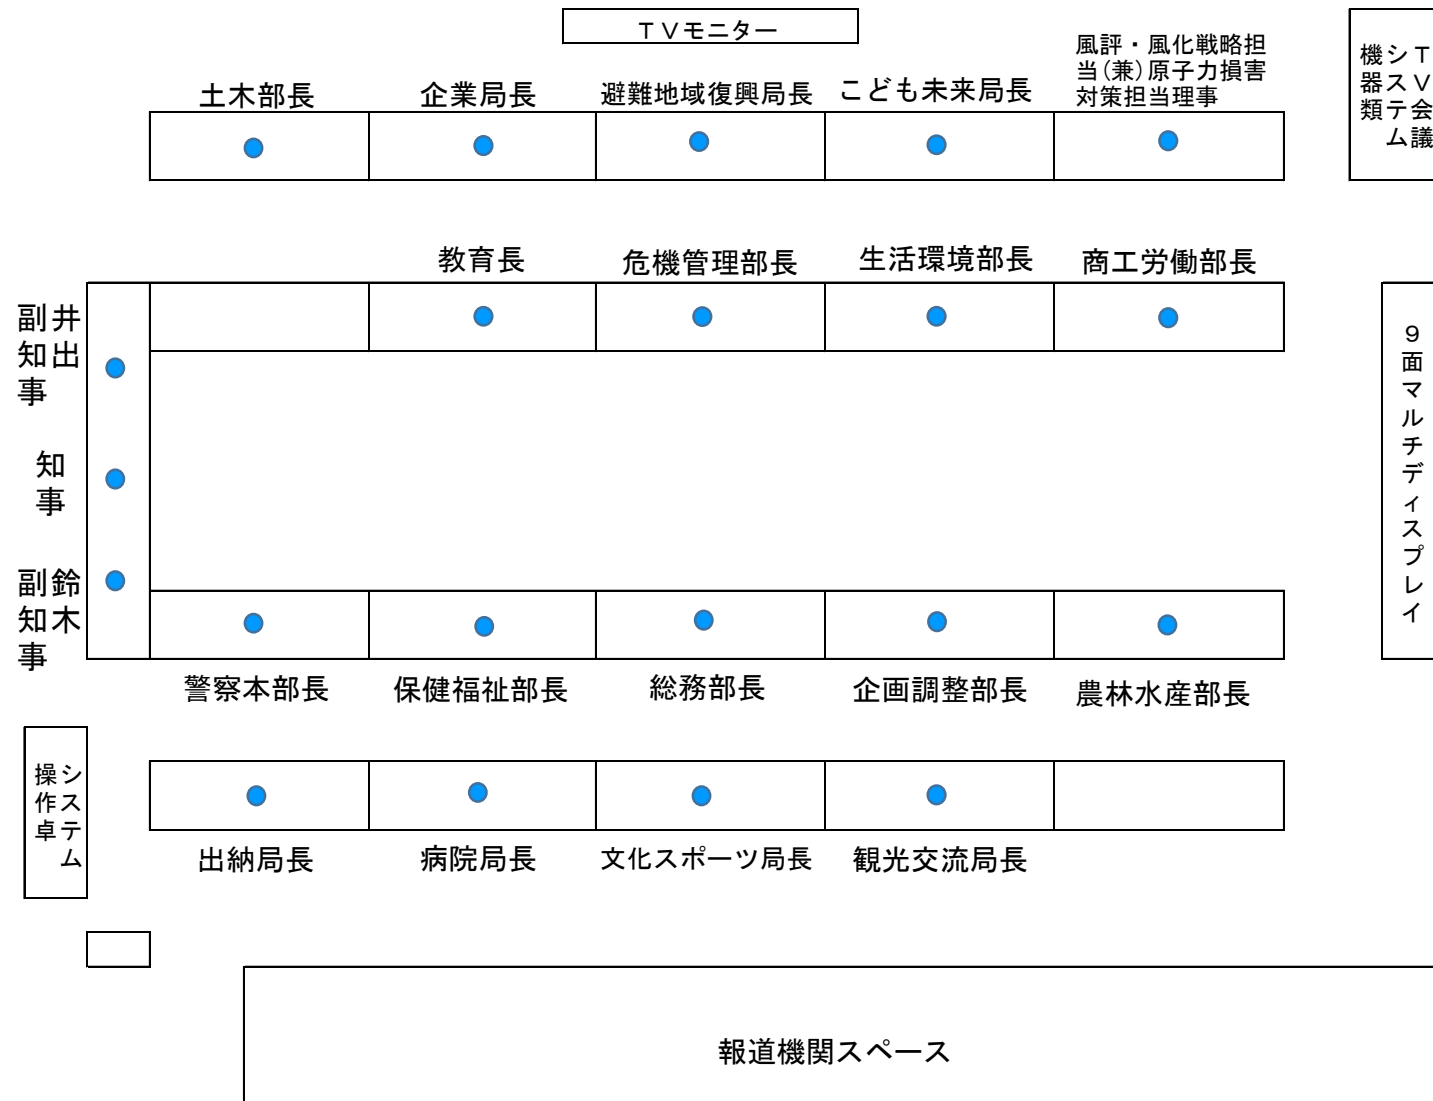 ＴＶモニター
風評・風化戦略担
当(兼)原子力損害
対策担当理事
土木部長
企業局長
避難地域復興局長
こども未来局長
ＴＶ会議
システム
機器類
教育長
危機管理部長
生活環境部長
商工労働部長
井出
副知事
知事
鈴木
副知事
９面マルチディスプレイ
警察本部長
保健福祉部長
総務部長
企画調整部長
農林水産部長
システム
操作卓
出納局長
病院局長
文化スポーツ局長
観光交流局長
報道機関スペース